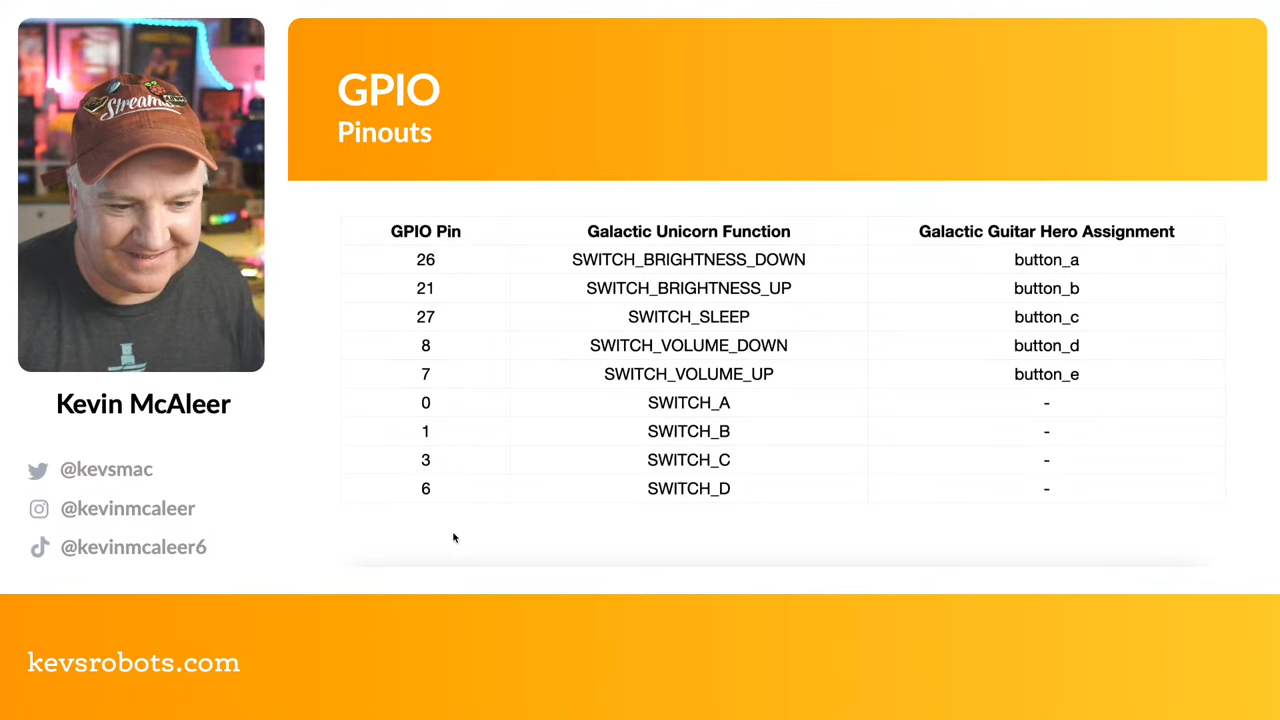 Stream
GPIO
Pinouts
GPIO Pin Galactic Unicorn Function Galactic Guitar Hero Assignment
26 SWITCH_BRIGHTNESS_DOWN button_a
21 SWITCH_BRIGHTNESS_UP button_b
27 SWITCH_SLEEP button_c
8 SWITCH_VOLUME_DOWN button_d
7 SWITCH_VOLUME_UP button_e
0 SWITCH_A -
1 SWITCH_B -
3 SWITCH_C -
6 SWITCH_D -
Kevin McAleer
@kevsmac
@kevinmcaleer
@kevinmcaleer6
kevsrobots.com